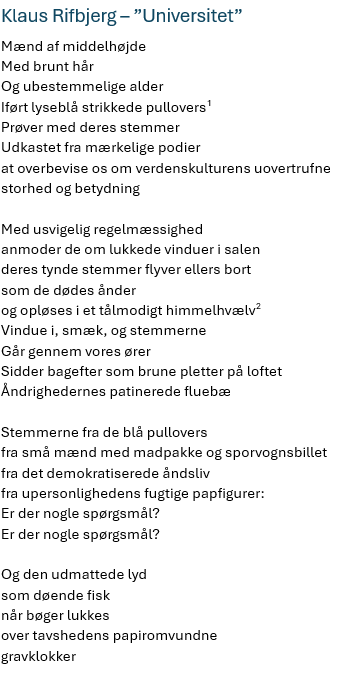 Klaus Rifbjerg – ”Universitet”
Mænd af middelhøjde
Med brunt hår
Og ubestemmelige alder
Iført lyseblå strikkede pullovers¹
Prøver med deres stemmer
Udkastet fra mærkelige podier
at overbevise os om verdenskulturens uovertrufne
storhed og betydning

Med usvigelig regelmæssighed
anmoder de om lukkede vinduer i salen
deres tynde stemmer flyver ellers bort
som de dødes ånder
og opløses i et tålmodigt himmelhvælv²
Vindue i, smæk, og stemmerne
Går gennem vores ører
Sidder bagefter som brune pletter på loftet
Åndrighedernes patinerede fluebæ

Stemmerne fra de blå pullovers
fra små mænd med madpakke og sporvognsbillet
fra det demokratiserede åndsliv
fra upersonlighedens fugtige papfigurer:
Er der nogle spørgsmål?
Er der nogle spørgsmål?

Og den udmattede lyd
som døende fisk
når bøger lukkes
over tavshedens papiromvundne
gravklokker